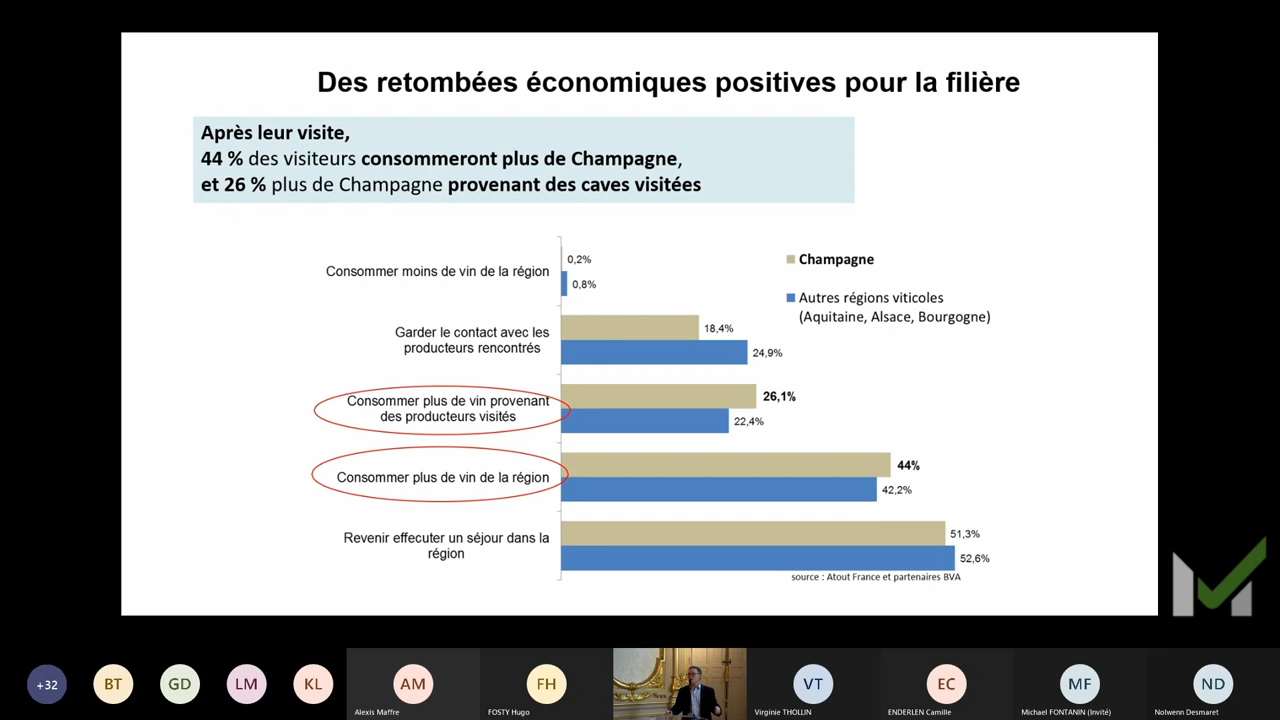 Des retombées économiques positives pour la filière
Après leur visite,
44 % des visiteurs consommeront plus de Champagne,
et 26 % plus de Champagne provenant des caves visitées
Consommer moins de vin de la région
0,2%
0,8%
Champagne
Autres régions viticoles
(Aquitaine, Alsace, Bourgogne)
Garder le contact avec les
producteurs rencontrés
18,4%
24,9%
Consommer plus de vin provenant
des producteurs visités
26,1%
22,4%
Consommer plus de vin de la région
44%
42,2%
Revenir effecuter un séjour dans la
région
51,3%
52,6%
source : Atout France et partenaires BVA
+32
BT
GD
LM
KL
AM
Alexis Maffre
FH
FOSTY Hugo
VT
Virginie THOLLIN
EC
ENDERLEN Camille
MF
Michael FONTANIN (Invité)
ND
Nolwenn Desmaret